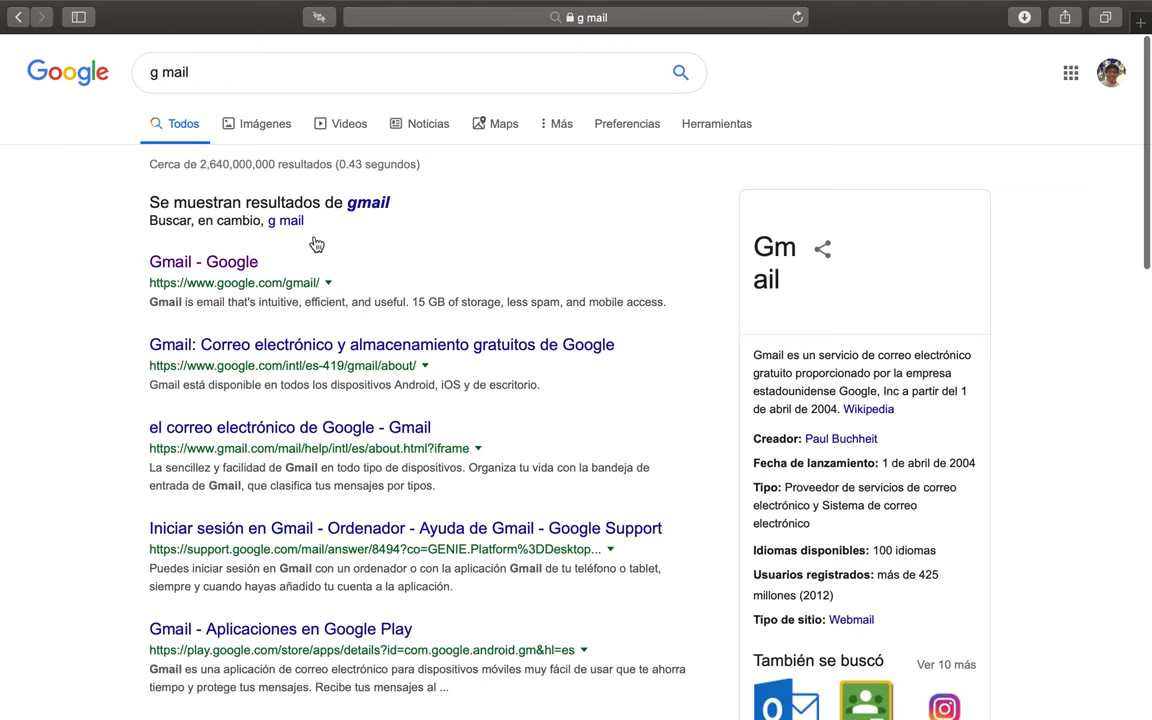 g mail
Google
g mail
Todos
Imágenes
Videos
Noticias
Maps
Más
Preferencias
Herramientas
Cerca de 2,640,000,000 resultados (0.43 segundos)
Se muestran resultados de gmail
Buscar, en cambio, g mail
Gmail - Google
https://www.google.com/gmail/
Gmail is email that's intuitive, efficient, and useful. 15 GB of storage, less spam, and mobile access.
Gmail: Correo electrónico y almacenamiento gratuitos de Google
https://www.google.com/intl/es-419/gmail/about/
Gmail está disponible en todos los dispositivos Android, iOS y de escritorio.
el correo electrónico de Google - Gmail
https://www.gmail.com/mail/help/intl/es/about.html?iframe
La sencillez y facilidad de Gmail en todo tipo de dispositivos. Organiza tu vida con la bandeja de
entrada de Gmail, que clasifica tus mensajes por tipos.
Iniciar sesión en Gmail - Ordenador - Ayuda de Gmail - Google Support
https://support.google.com/mail/answer/8494?co=GENIE.Platform%3DDesktop...
Puedes iniciar sesión en Gmail con un ordenador o con la aplicación Gmail de tu teléfono o tablet,
siempre y cuando hayas añadido tu cuenta a la aplicación.
Gmail - Aplicaciones en Google Play
https://play.google.com/store/apps/details?id=com.google.android.gm&hl=es
Gmail es una aplicación de correo electrónico para dispositivos móviles muy fácil de usar que te ahorra
tiempo y protege tus mensajes. Recibe tus mensajes al ...
Gm
ail
Gmail es un servicio de correo electrónico
gratuito proporcionado por la empresa
estadounidense Google, Inc a partir del 1
de abril de 2004. Wikipedia
Creador: Paul Buchheit
Fecha de lanzamiento: 1 de abril de 2004
Tipo: Proveedor de servicios de correo
electrónico y Sistema de correo
electrónico
Idiomas disponibles: 100 idiomas
Usuarios registrados: más de 425
millones (2012)
Tipo de sitio: Webmail
También se buscó
Ver 10 más